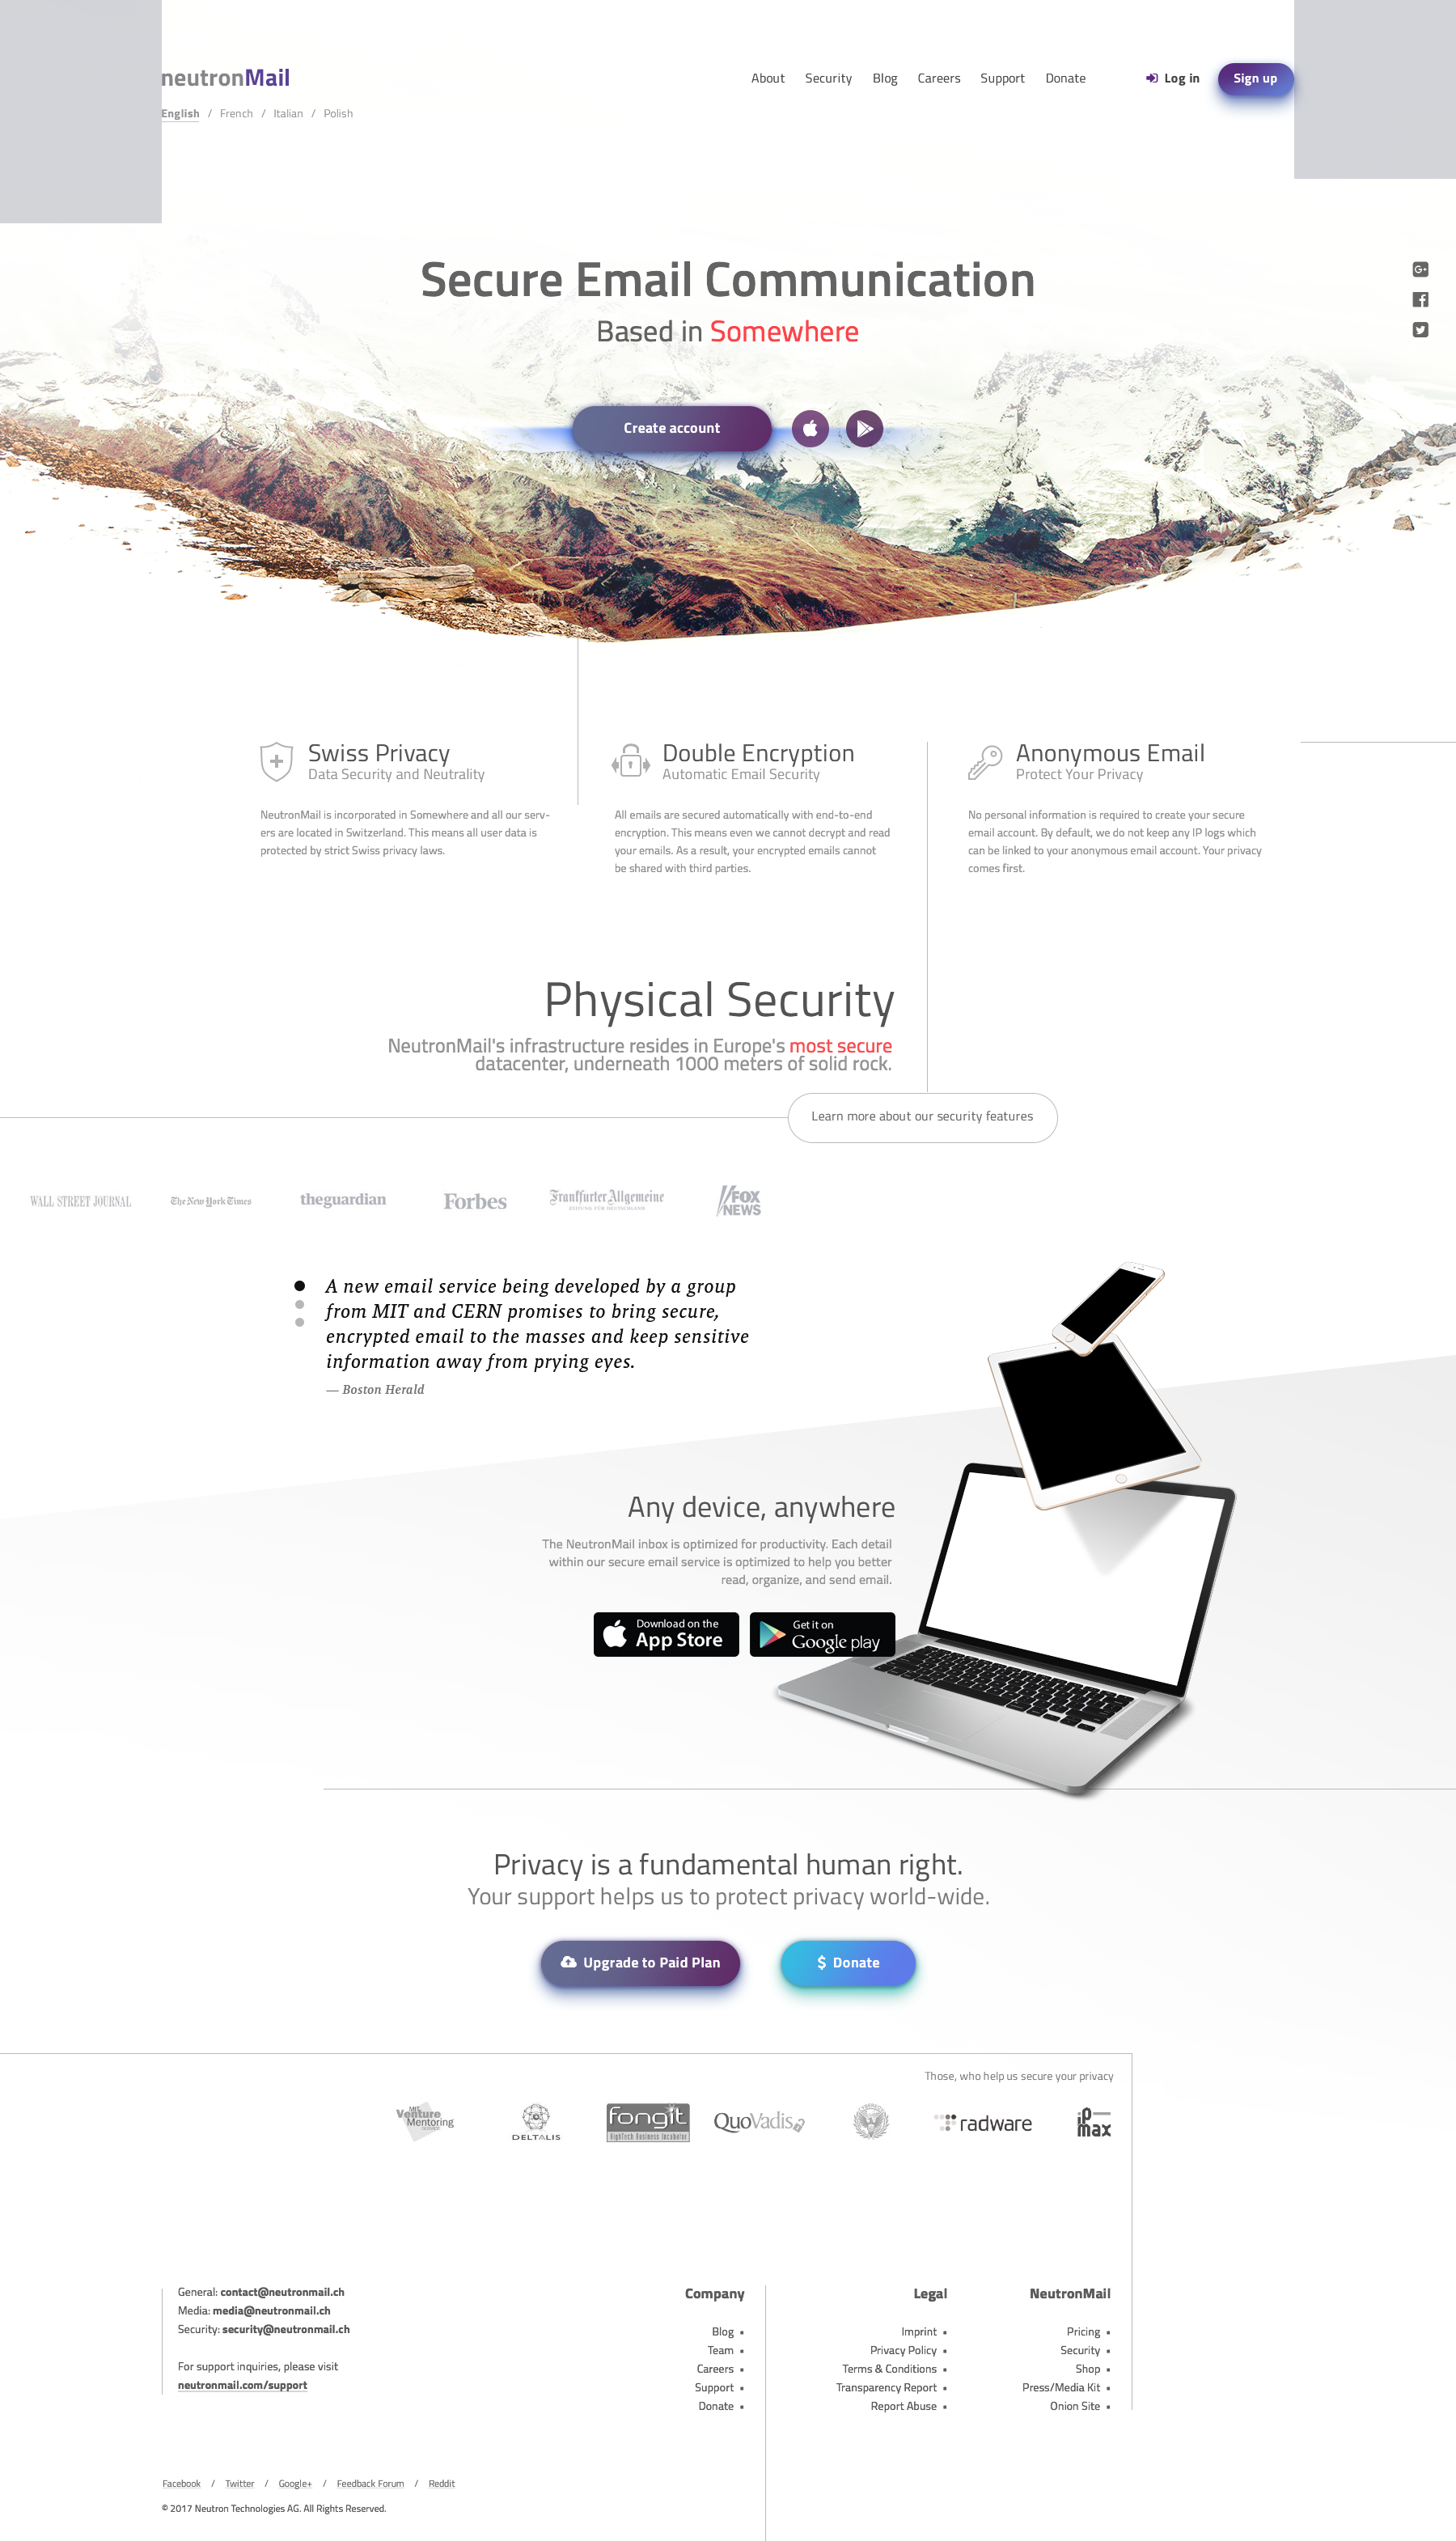 neutronMail
About Security Blog Careers Support Donate Log in Sign up
English / French / Italian / Polish
Secure Email Communication
Based in Somewhere
Create account
Swiss Privacy
Data Security and Neutrality
NeutronMail is incorporated in Somewhere and all our serv-
ers are located in Switzerland. This means all user data is
protected by strict Swiss privacy laws.
Double Encryption
Automatic Email Security
All emails are secured automatically with end-to-end
encryption. This means even we cannot decrypt and read
your emails. As a result, your encrypted emails cannot
be shared with third parties.
Anonymous Email
Protect Your Privacy
No personal information is required to create your secure
email account. By default, we do not keep any IP logs which
can be linked to your anonymous email account. Your privacy
comes first.
Physical Security
NeutronMail's infrastructure resides in Europe's most secure
datacenter, underneath 1000 meters of solid rock.
Learn more about our security features
WALL STREET JOURNAL
The New York Times
theguardian
Forbes
Frankfurter Allgemeine
ZEITUNG FÜR DEUTSCHLAND
FOX
NEWS
A new email service being developed by a group
from MIT and CERN promises to bring secure,
encrypted email to the masses and keep sensitive
information away from prying eyes.
— Boston Herald
Any device, anywhere
The NeutronMail inbox is optimized for productivity. Each detail
within our secure email service is optimized to help you better
read, organize, and send email.
Download on the
App Store
Get it on
Google play
Privacy is a fundamental human right.
Your support helps us to protect privacy world-wide.
Upgrade to Paid Plan
$ Donate
Those, who help us secure your privacy
MIT
Venture
Mentoring
DELTALIS
fongit
HighTech Business Incubator
QuoVadis
radware
ip-
max
General: contact@neutronmail.ch
Media: media@neutronmail.ch
Security: security@neutronmail.ch
For support inquiries, please visit
neutronmail.com/support
Company
Blog •
Team •
Careers •
Support •
Donate •
Legal
Imprint •
Privacy Policy •
Terms & Conditions •
Transparency Report •
Report Abuse •
NeutronMail
Pricing •
Security •
Shop •
Press/Media Kit •
Onion Site •
Facebook / Twitter / Google+ / Feedback Forum / Reddit
© 2017 Neutron Technologies AG. All Rights Reserved.